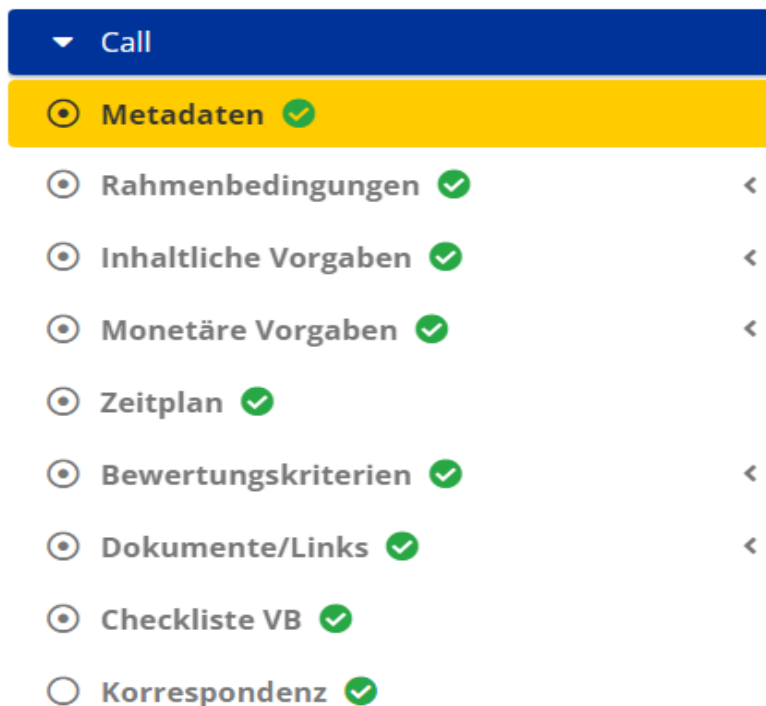 Call
Metadaten
Rahmenbedingungen
Inhaltliche Vorgaben
Monetäre Vorgaben
Zeitplan
Bewertungskriterien
Dokumente/Links
Checkliste VB
Korrespondenz